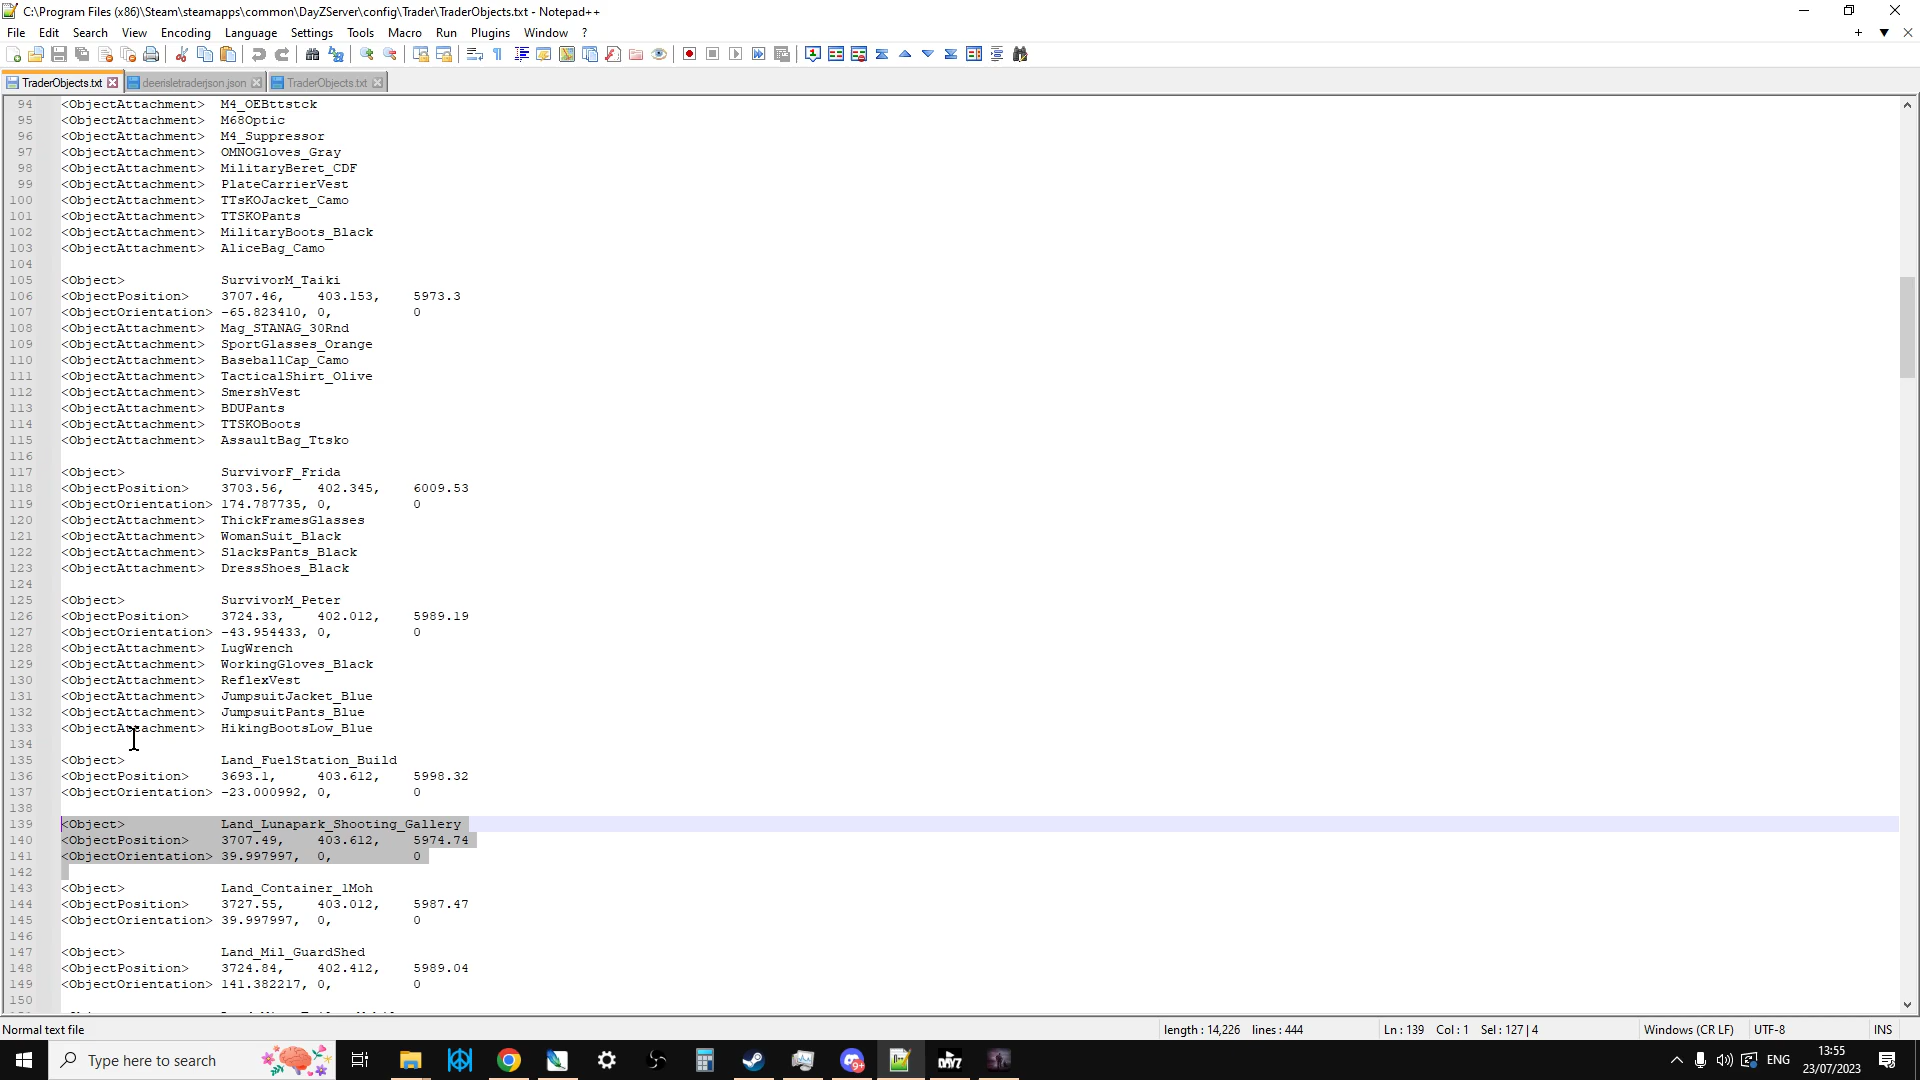 C:\Program Files (x86)\Steam\steamapps\common\DayZServer\config\Trader\TraderObjects.txt - Notepad++
File Edit Search View Encoding Language Settings Tools Macro Run Plugins Window ?
TraderObjects.txt deerisletraderjson.json TraderObjects.txt
94 <ObjectAttachment> M4_OEBttstck
95 <ObjectAttachment> M68Optic
96 <ObjectAttachment> M4_Suppressor
97 <ObjectAttachment> OMNOGloves_Gray
98 <ObjectAttachment> MilitaryBeret_CDF
99 <ObjectAttachment> PlateCarrierVest
100 <ObjectAttachment> TTsKOJacket_Camo
101 <ObjectAttachment> TTSKOPants
102 <ObjectAttachment> MilitaryBoots_Black
103 <ObjectAttachment> AliceBag_Camo
104
105 <Object> SurvivorM_Taiki
106 <ObjectPosition> 3707.46, 403.153, 5973.3
107 <ObjectOrientation> -65.823410, 0, 0
108 <ObjectAttachment> Mag_STANAG_30Rnd
109 <ObjectAttachment> SportGlasses_Orange
110 <ObjectAttachment> BaseballCap_Camo
111 <ObjectAttachment> TacticalShirt_Olive
112 <ObjectAttachment> SmershVest
113 <ObjectAttachment> BDUPants
114 <ObjectAttachment> TTSKOBoots
115 <ObjectAttachment> AssaultBag_Ttsko
116
117 <Object> SurvivorF_Frida
118 <ObjectPosition> 3703.56, 402.345, 6009.53
119 <ObjectOrientation> 174.787735, 0, 0
120 <ObjectAttachment> ThickFramesGlasses
121 <ObjectAttachment> WomanSuit_Black
122 <ObjectAttachment> SlacksPants_Black
123 <ObjectAttachment> DressShoes_Black
124
125 <Object> SurvivorM_Peter
126 <ObjectPosition> 3724.33, 402.012, 5989.19
127 <ObjectOrientation> -43.954433, 0, 0
128 <ObjectAttachment> LugWrench
129 <ObjectAttachment> WorkingGloves_Black
130 <ObjectAttachment> ReflexVest
131 <ObjectAttachment> JumpsuitJacket_Blue
132 <ObjectAttachment> JumpsuitPants_Blue
133 <ObjectAttachment> HikingBootsLow_Blue
134
135 <Object> Land_FuelStation_Build
136 <ObjectPosition> 3693.1, 403.612, 5998.32
137 <ObjectOrientation> -23.000992, 0, 0
138
139 <Object> Land_Lunapark_Shooting_Gallery
140 <ObjectPosition> 3707.49, 403.612, 5974.74
141 <ObjectOrientation> 39.997997, 0, 0
142
143 <Object> Land_Container_1Moh
144 <ObjectPosition> 3727.55, 403.012, 5987.47
145 <ObjectOrientation> 39.997997, 0, 0
146
147 <Object> Land_Mil_GuardShed
148 <ObjectPosition> 3724.84, 402.412, 5989.04
149 <ObjectOrientation> 141.382217, 0, 0
150
Normal text file length : 14,226 lines : 444 Ln : 139 Col : 1 Sel : 127 | 4 Windows (CR LF) UTF-8 INS
Type here to search 9+ DAYZ ENG 13:55
23/07/2023